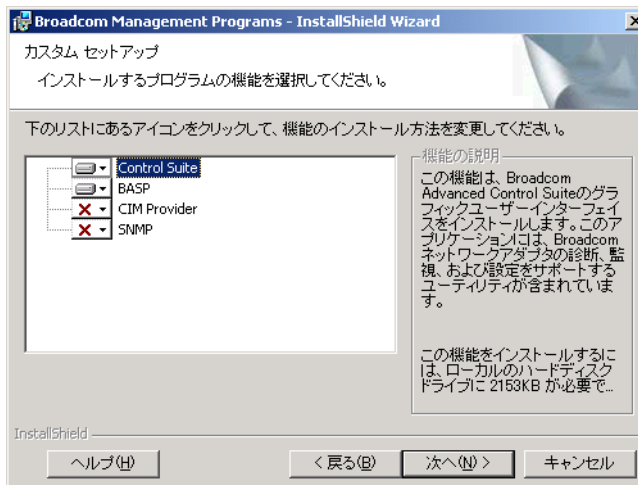 Broadcom Management Programs - InstallShield Wizard
カスタム セットアップ
インストールするプログラムの機能を選択してください。
下のリストにあるアイコンをクリックして、機能のインストール方法を変更してください。
Control Suite
BASP
CIM Provider
SNMP
機能の説明
この機能は、Broadcom
Advanced Control Suiteのグラ
フィックユーザーインターフェイ
スをインストールします。このア
プリケーションには、Broadcom
ネットワークアダプタの診断、監
視、および設定をサポートする
ユーティリティが含まれていま
す。
この機能をインストールするに
は、ローカルのハードディスク
ドライブに 2153KB が必要で...
InstallShield
ヘルプ(H)
< 戻る(B)
次へ(N) >
キャンセル